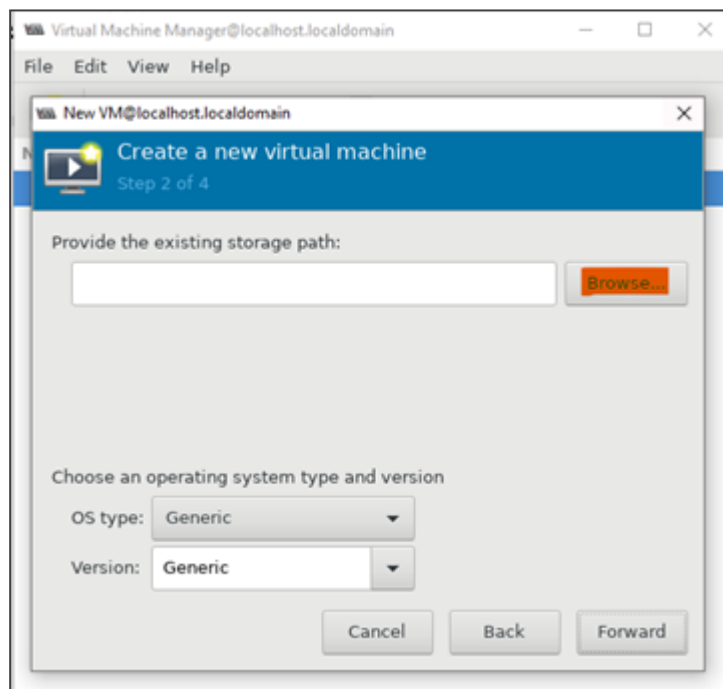 Virtual Machine Manager@localhost.localdomain
File Edit View Help
New VM@localhost.localdomain
Create a new virtual machine
Step 2 of 4
Provide the existing storage path:
Browse...
Choose an operating system type and version
OS type: Generic
Version: Generic
Cancel Back Forward